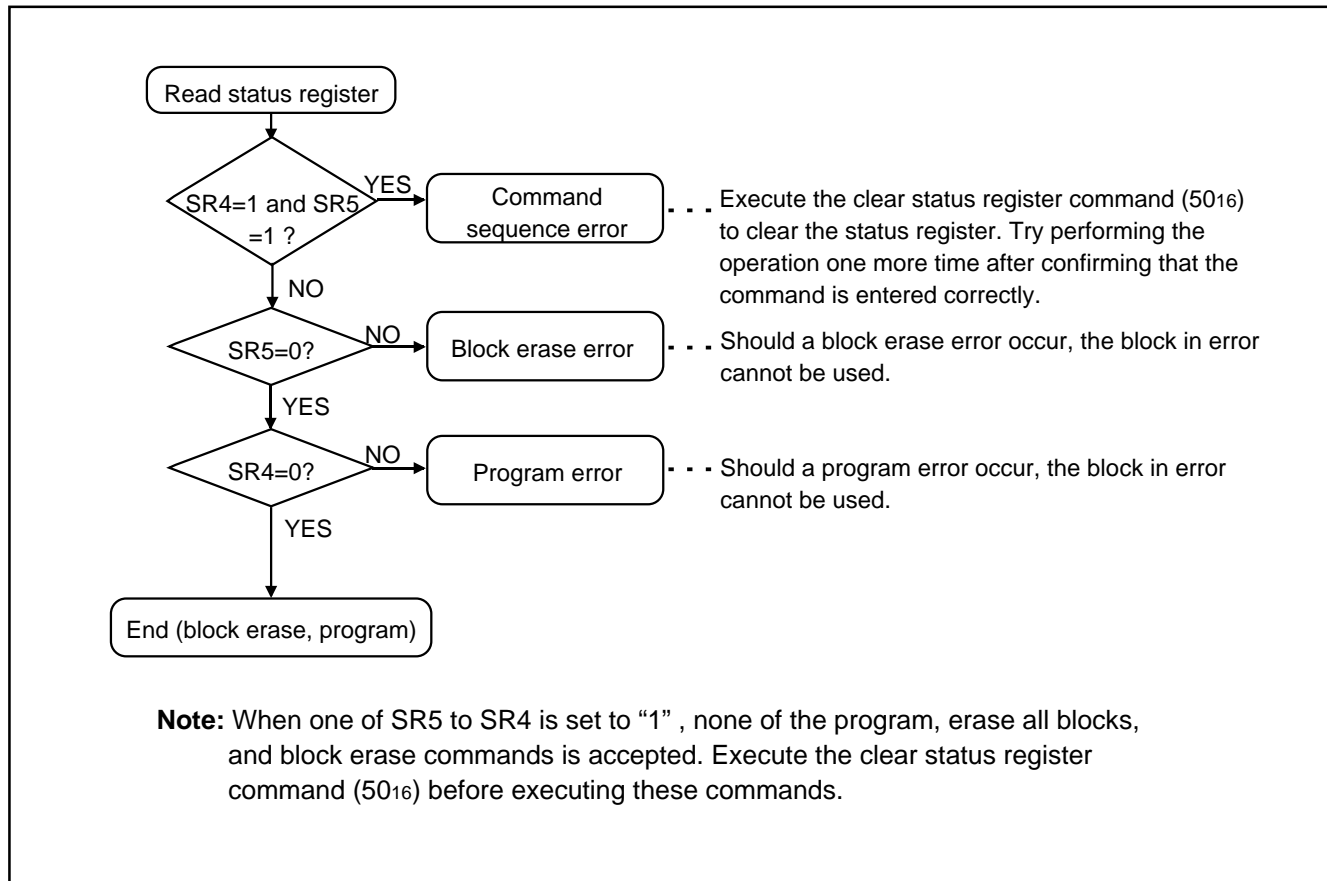 Read status register
SR4=1 and SR5
=1 ?
YES
Command
sequence error
Execute the clear status register command (5016)
to clear the status register. Try performing the
operation one more time after confirming that the
command is entered correctly.
NO
SR5=0?
NO
Block erase error
Should a block erase error occur, the block in error
cannot be used.
YES
SR4=0?
NO
Program error
Should a program error occur, the block in error
cannot be used.
YES
End (block erase, program)
Note: When one of SR5 to SR4 is set to “1” , none of the program, erase all blocks,
and block erase commands is accepted. Execute the clear status register
command (5016) before executing these commands.